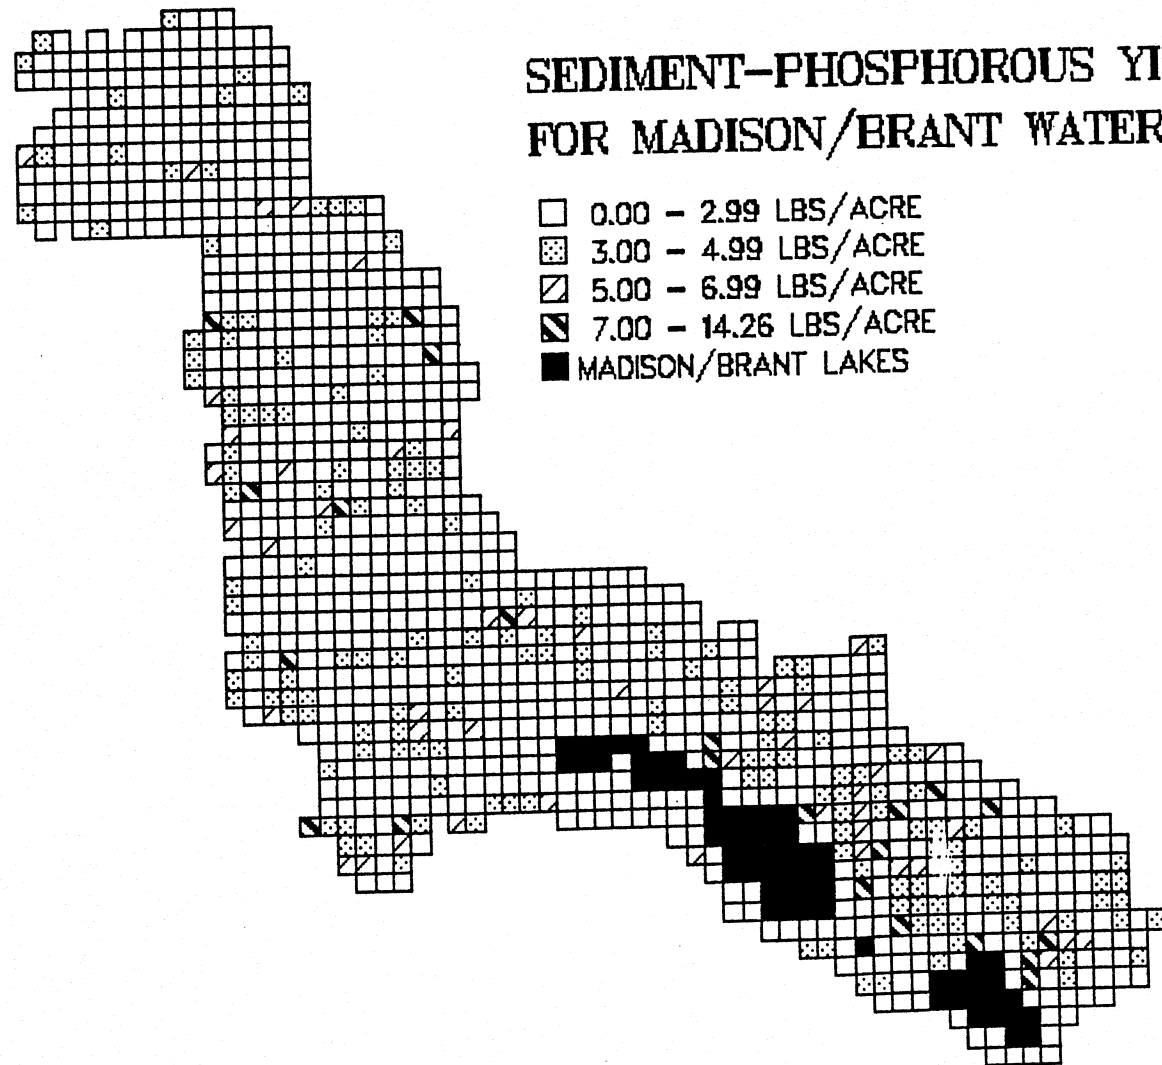 SEDIMENT-PHOSPHOROUS YI
FOR MADISON/BRANT WATER
0.00 - 2.99 LBS/ACRE
3.00 - 4.99 LBS/ACRE
5.00 - 6.99 LBS/ACRE
7.00 - 14.26 LBS/ACRE
MADISON/BRANT LAKES